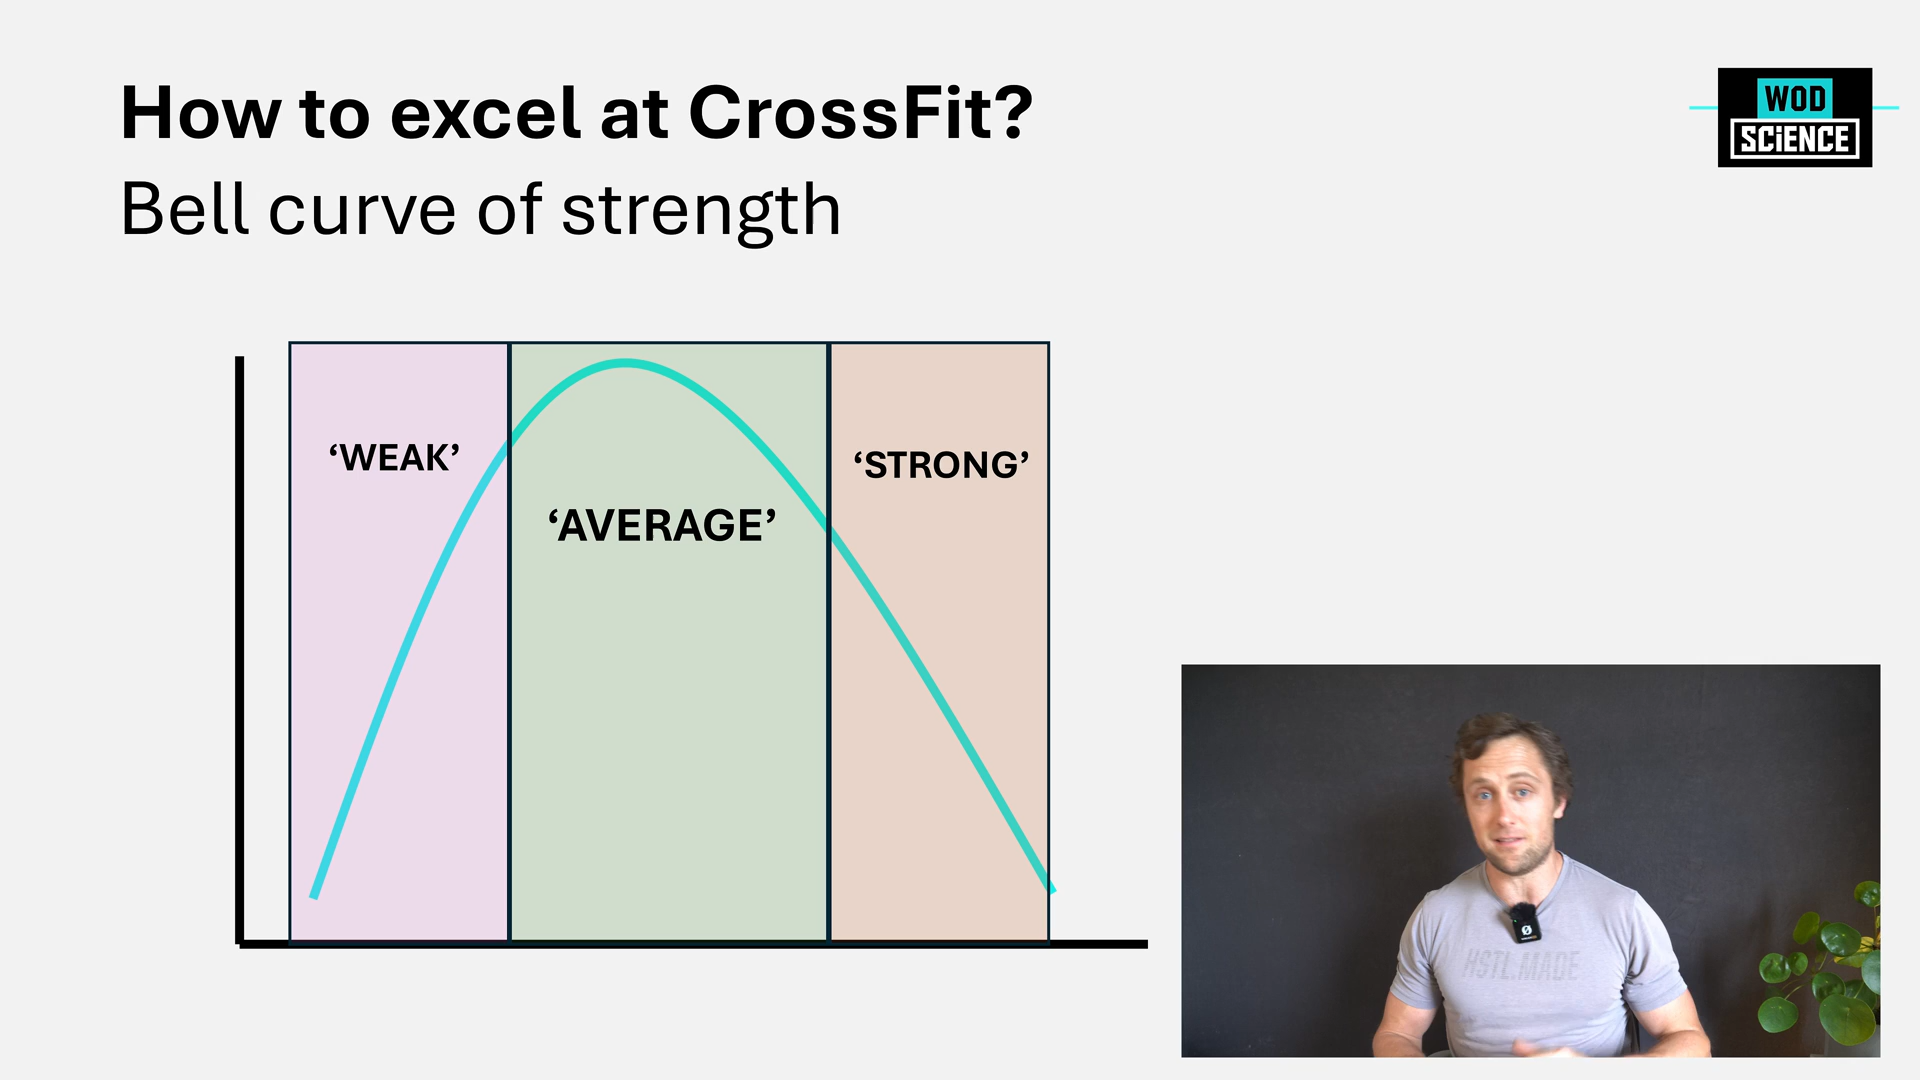 How to excel at CrossFit?
Bell curve of strength
WOD
SCiENCE
‘WEAK’
‘AVERAGE’
‘STRONG’
HSTL.MADE